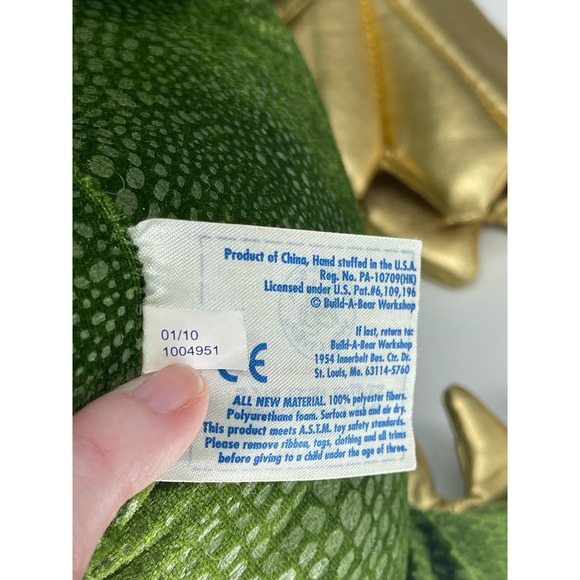 Product of China, Hand stuffed in the U.S.A.
Reg. No. PA-10709(HK)
Licensed under U.S. Pat.#6,109,196
© Build-A-Bear Workshop
If lost, return to:
Build-A-Bear Workshop
1954 Innerbelt Bus. Ctr. Dr.
St. Louis, Mo. 63114-5760
01/10
1004951
CE
ALL NEW MATERIAL. 100% polyester fibers.
Polyurethane foam. Surface wash and air dry.
This product meets A.S.T.M. toy safety standards.
Please remove ribbon, tags, clothing and all trims
before giving to a child under the age of three.